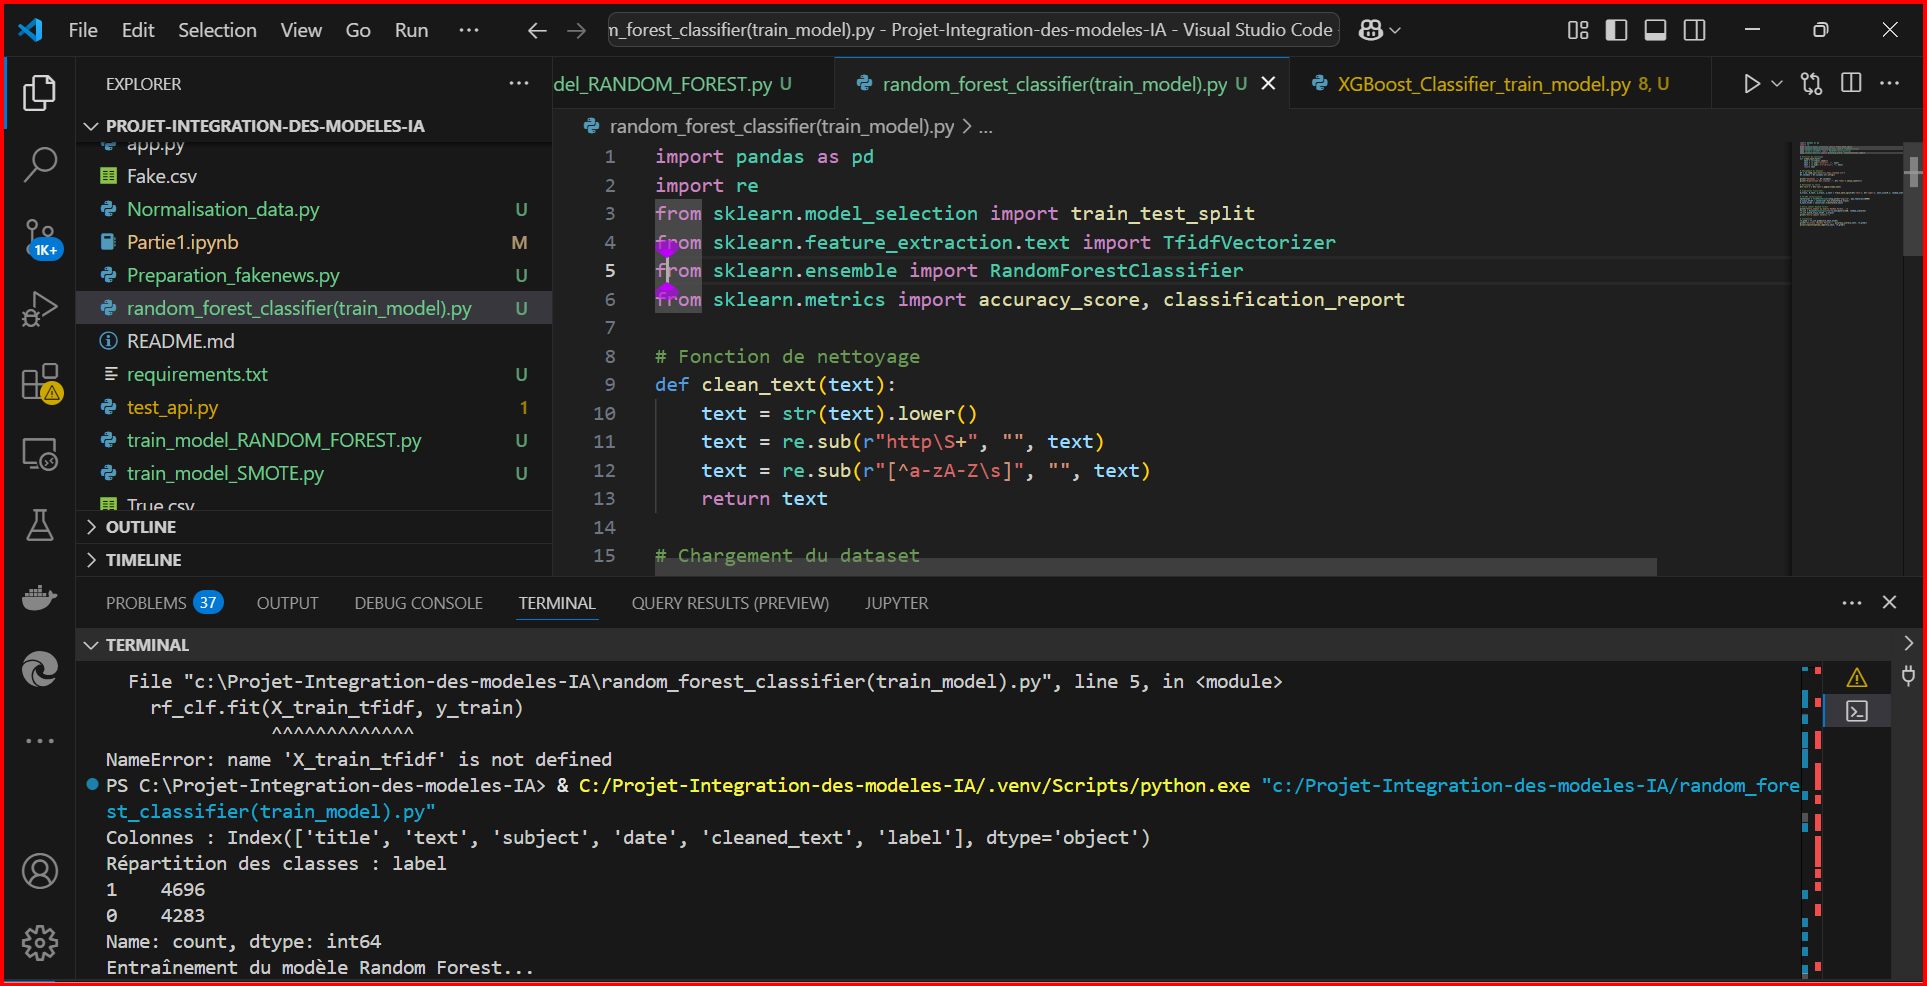 File Edit Selection View Go Run ··· m_forest_classifier(train_model).py - Projet-Integration-des-modeles-IA - Visual Studio Code
EXPLORER ···
PROJET-INTEGRATION-DES-MODELES-IA
app.py
Fake.csv
Normalisation_data.py U
Partie1.ipynb M
Preparation_fakenews.py U
random_forest_classifier(train_model).py U
README.md
requirements.txt U
test_api.py 1
train_model_RANDOM_FOREST.py U
train_model_SMOTE.py U
True.csv
OUTLINE
TIMELINE
1K+
del_RANDOM_FOREST.py U
random_forest_classifier(train_model).py U
XGBoost_Classifier_train_model.py 8, U
random_forest_classifier(train_model).py > ...
1 import pandas as pd
2 import re
3 from sklearn.model_selection import train_test_split
4 from sklearn.feature_extraction.text import TfidfVectorizer
5 from sklearn.ensemble import RandomForestClassifier
6 from sklearn.metrics import accuracy_score, classification_report
7
8 # Fonction de nettoyage
9 def clean_text(text):
10 text = str(text).lower()
11 text = re.sub(r"http\S+", "", text)
12 text = re.sub(r"[^a-zA-Z\s]", "", text)
13 return text
14
15 # Chargement du dataset
PROBLEMS 37 OUTPUT DEBUG CONSOLE TERMINAL QUERY RESULTS (PREVIEW) JUPYTER
TERMINAL
File "c:\Projet-Integration-des-modeles-IA\random_forest_classifier(train_model).py", line 5, in <module>
rf_clf.fit(X_train_tfidf, y_train)
^^^^^^^^^^^^^
NameError: name 'X_train_tfidf' is not defined
PS C:\Projet-Integration-des-modeles-IA> & C:/Projet-Integration-des-modeles-IA/.venv/Scripts/python.exe "c:/Projet-Integration-des-modeles-IA/random_fore
st_classifier(train_model).py"
Colonnes : Index(['title', 'text', 'subject', 'date', 'cleaned_text', 'label'], dtype='object')
Répartition des classes : label
1 4696
0 4283
Name: count, dtype: int64
Entraînement du modèle Random Forest...